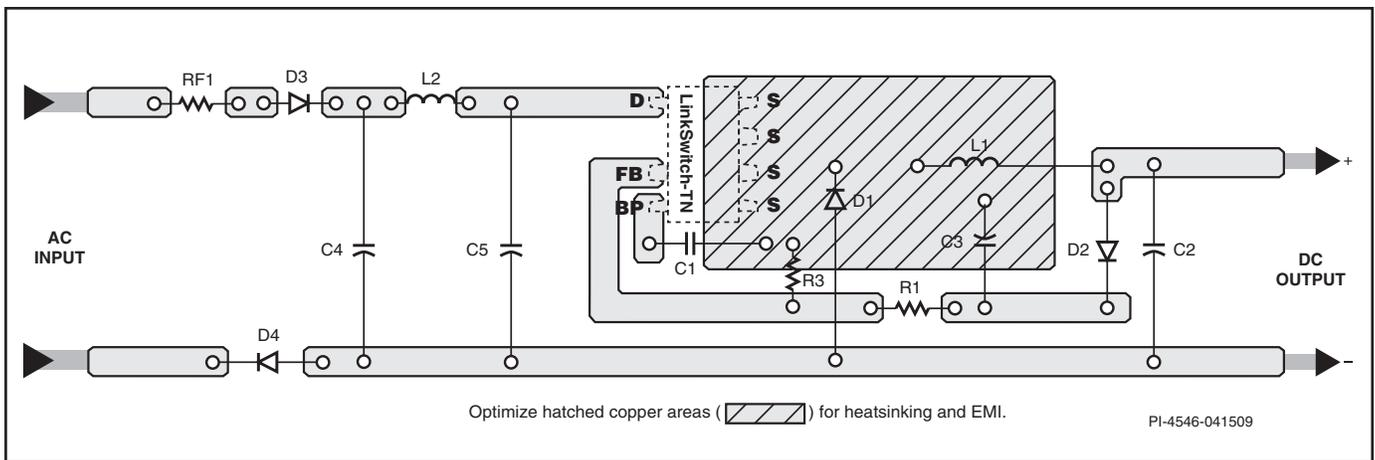 RF1
D3
L2
D
FB
BP
LinkSwitch-TN
S
S
S
S
L1
+
D1
C3
C4
C5
C1
R3
R1
D2
C2
AC
INPUT
DC
OUTPUT
D4
–
Optimize hatched copper areas ( ) for heatsinking and EMI.
PI-4546-041509